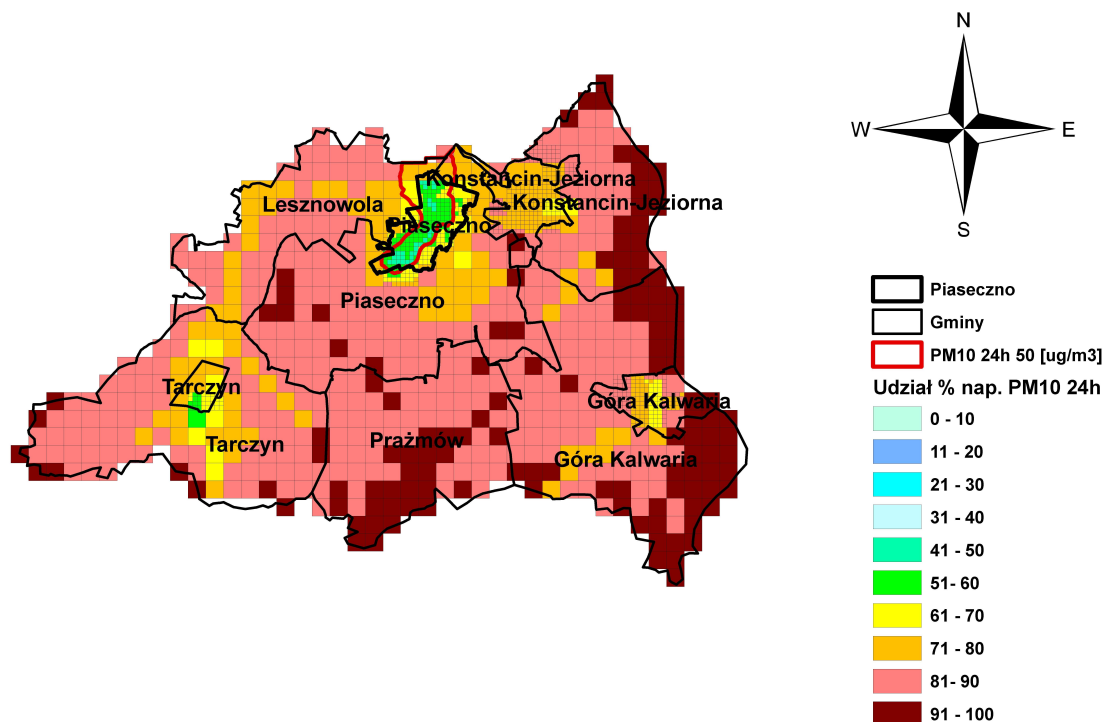 N
W
E
S
Konstancin-Jeziorna
Lesznowola
Konstancin-Jeziorna
Piaseczno
Piaseczno
Tarczyn
Góra Kalwaria
Tarczyn
Prażmów
Góra Kalwaria
Piaseczno
Gminy
PM10 24h 50 [ug/m3]
Udział % nap. PM10 24h
0 - 10
11 - 20
21 - 30
31 - 40
41 - 50
51- 60
61 - 70
71 - 80
81- 90
91 - 100